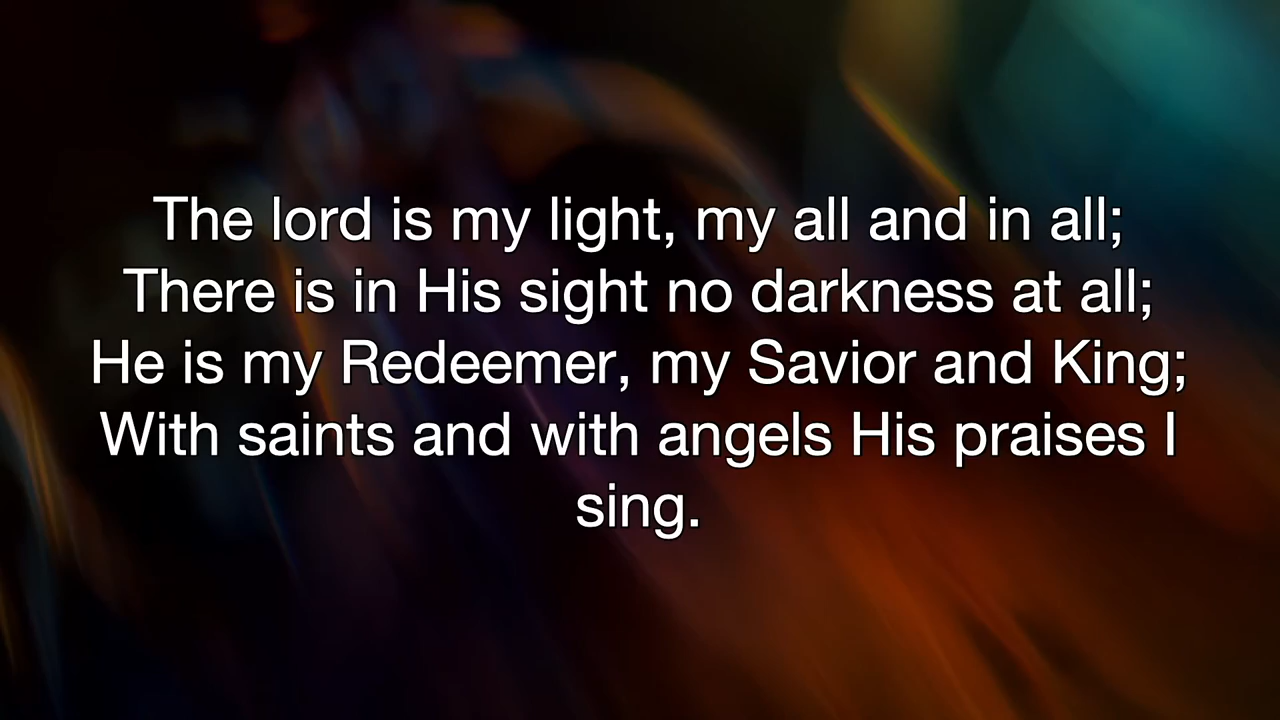 The lord is my light, my all and in all;
There is in His sight no darkness at all;
He is my Redeemer, my Savior and King;
With saints and with angels His praises I
sing.